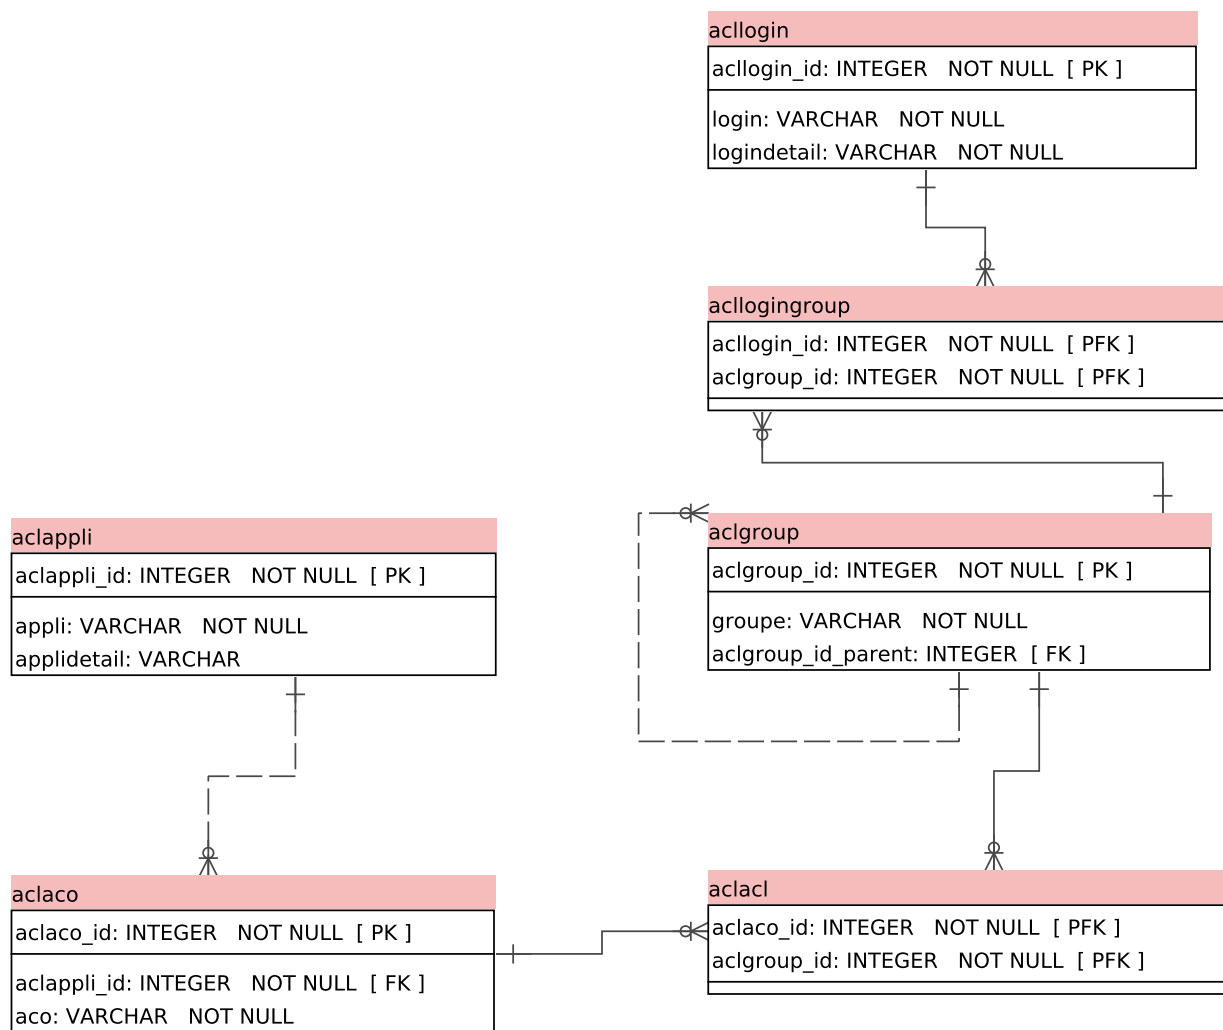 acllogin
acllogin_id: INTEGER NOT NULL [ PK ]
login: VARCHAR NOT NULL
logindetail: VARCHAR NOT NULL
acllogingroup
acllogin_id: INTEGER NOT NULL [ PFK ]
aclgroup_id: INTEGER NOT NULL [ PFK ]
aclappli
aclappli_id: INTEGER NOT NULL [ PK ]
appli: VARCHAR NOT NULL
applidetail: VARCHAR
aclgroup
aclgroup_id: INTEGER NOT NULL [ PK ]
groupe: VARCHAR NOT NULL
aclgroup_id_parent: INTEGER [ FK ]
aclaco
aclaco_id: INTEGER NOT NULL [ PK ]
aclappli_id: INTEGER NOT NULL [ FK ]
aco: VARCHAR NOT NULL
aclacl
aclaco_id: INTEGER NOT NULL [ PFK ]
aclgroup_id: INTEGER NOT NULL [ PFK ]